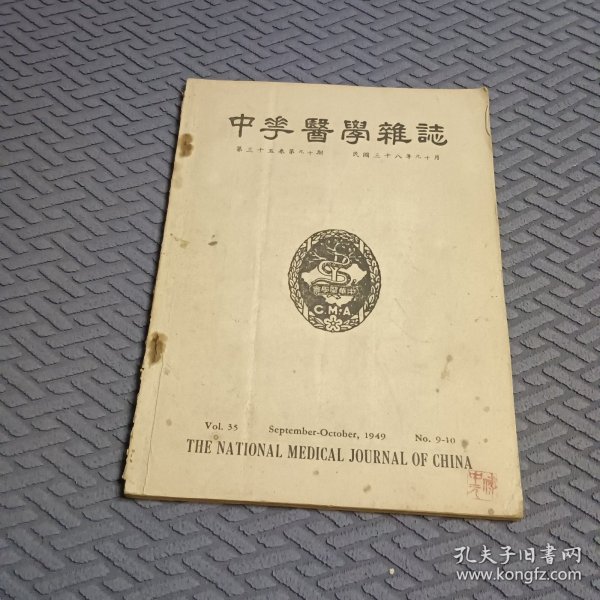 中華醫學雜誌
第三十五卷第九十期 民國三十八年九十月
中華醫學會
C.M.A
Vol. 35 September-October, 1949 No. 9-10
THE NATIONAL MEDICAL JOURNAL OF CHINA
孔夫子旧书网
www.kongfz.com